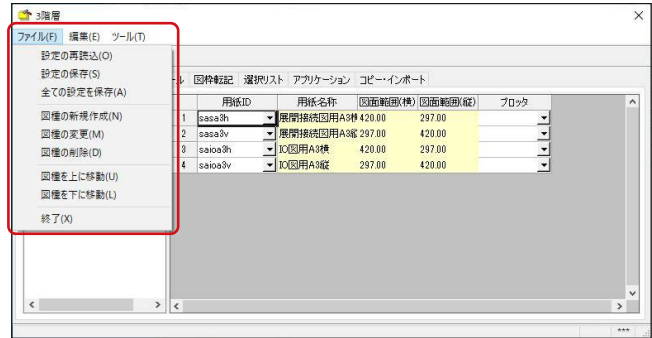 3階層
ファイル(F) 編集(E) ツール(T)
設定の再読込(O)
設定の保存(S)
全ての設定を保存(A)
図種の新規作成(N)
図種の変更(M)
図種の削除(D)
図種を上に移動(U)
図種を下に移動(L)
終了(X)
ル 図枠転記 選択リスト アプリケーション コピー・インポート
用紙ID 用紙名称 図面範囲(横) 図面範囲(縦) プロッタ
1 sasa3h 展開接続図用A3横 420.00 297.00
2 sasa3v 展開接続図用A3縦 297.00 420.00
3 saioa3h IO図用A3横 420.00 297.00
4 saioa3v IO図用A3縦 297.00 420.00
***